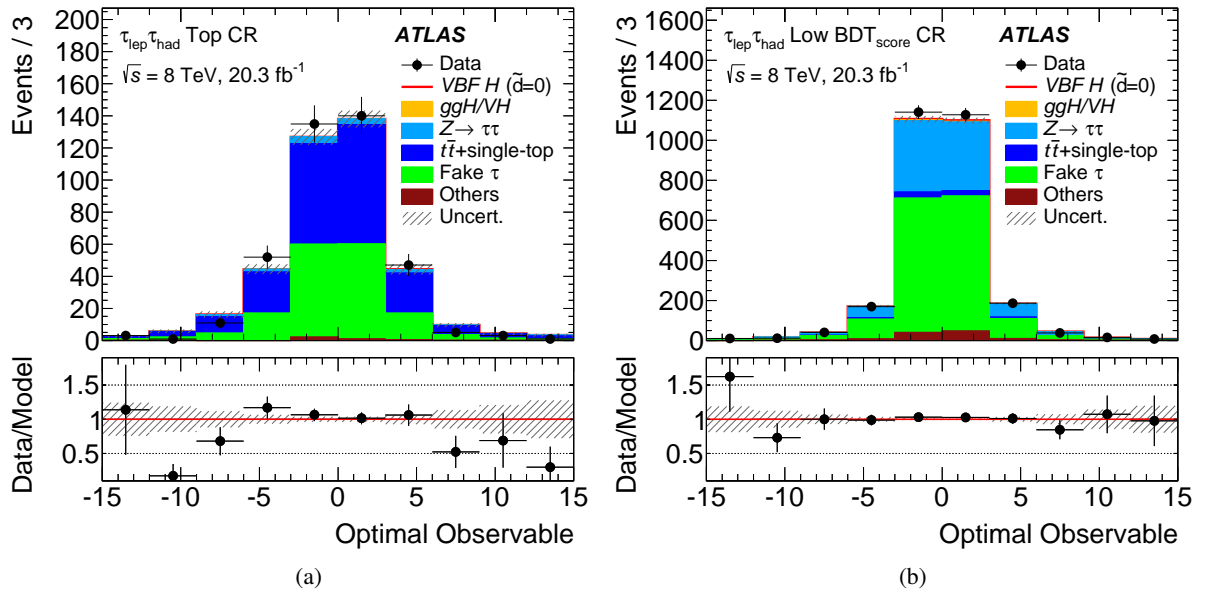 Events / 3
200
180
160
140
120
100
80
60
40
20
0
τlep τhad Top CR
√s = 8 TeV, 20.3 fb-1
ATLAS
Data
VBF H (d̃=0)
ggH/VH
Z→ ττ
tt̄+single-top
Fake τ
Others
Uncert.
Data/Model
1.5
1
0.5
-15 -10 -5 0 5 10 15
Optimal Observable
(a)
Events / 3
1600
1400
1200
1000
800
600
400
200
0
τlep τhad Low BDTscore CR
√s = 8 TeV, 20.3 fb-1
ATLAS
Data
VBF H (d̃=0)
ggH/VH
Z→ ττ
tt̄+single-top
Fake τ
Others
Uncert.
Data/Model
1.5
1
0.5
-15 -10 -5 0 5 10 15
Optimal Observable
(b)